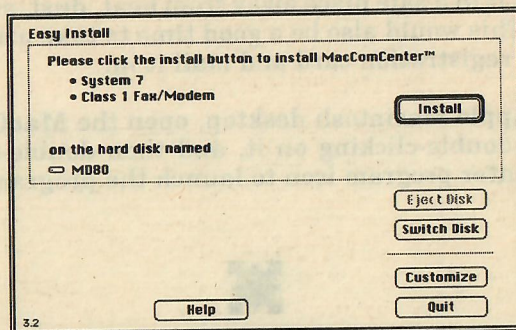 Easy Install
Please click the install button to install MacComCenter™
• System 7
• Class 1 Fax/Modem
Install
on the hard disk named
MD80
Eject Disk
Switch Disk
Customize
Help
Quit
3.2